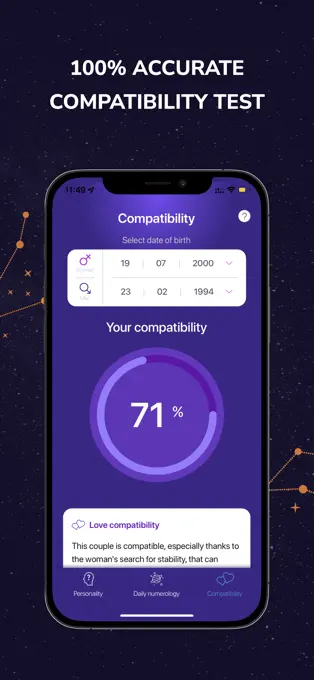 100% ACCURATE
COMPATIBILITY TEST
11:49
Compatibility
?
Select date of birth
Woman
19 07 2000
Man
23 02 1994
Your compatibility
71 %
Love compatibility
This couple is compatible, especially thanks to
the woman's search for stability, that can
Personality
Daily numerology
Compatibility